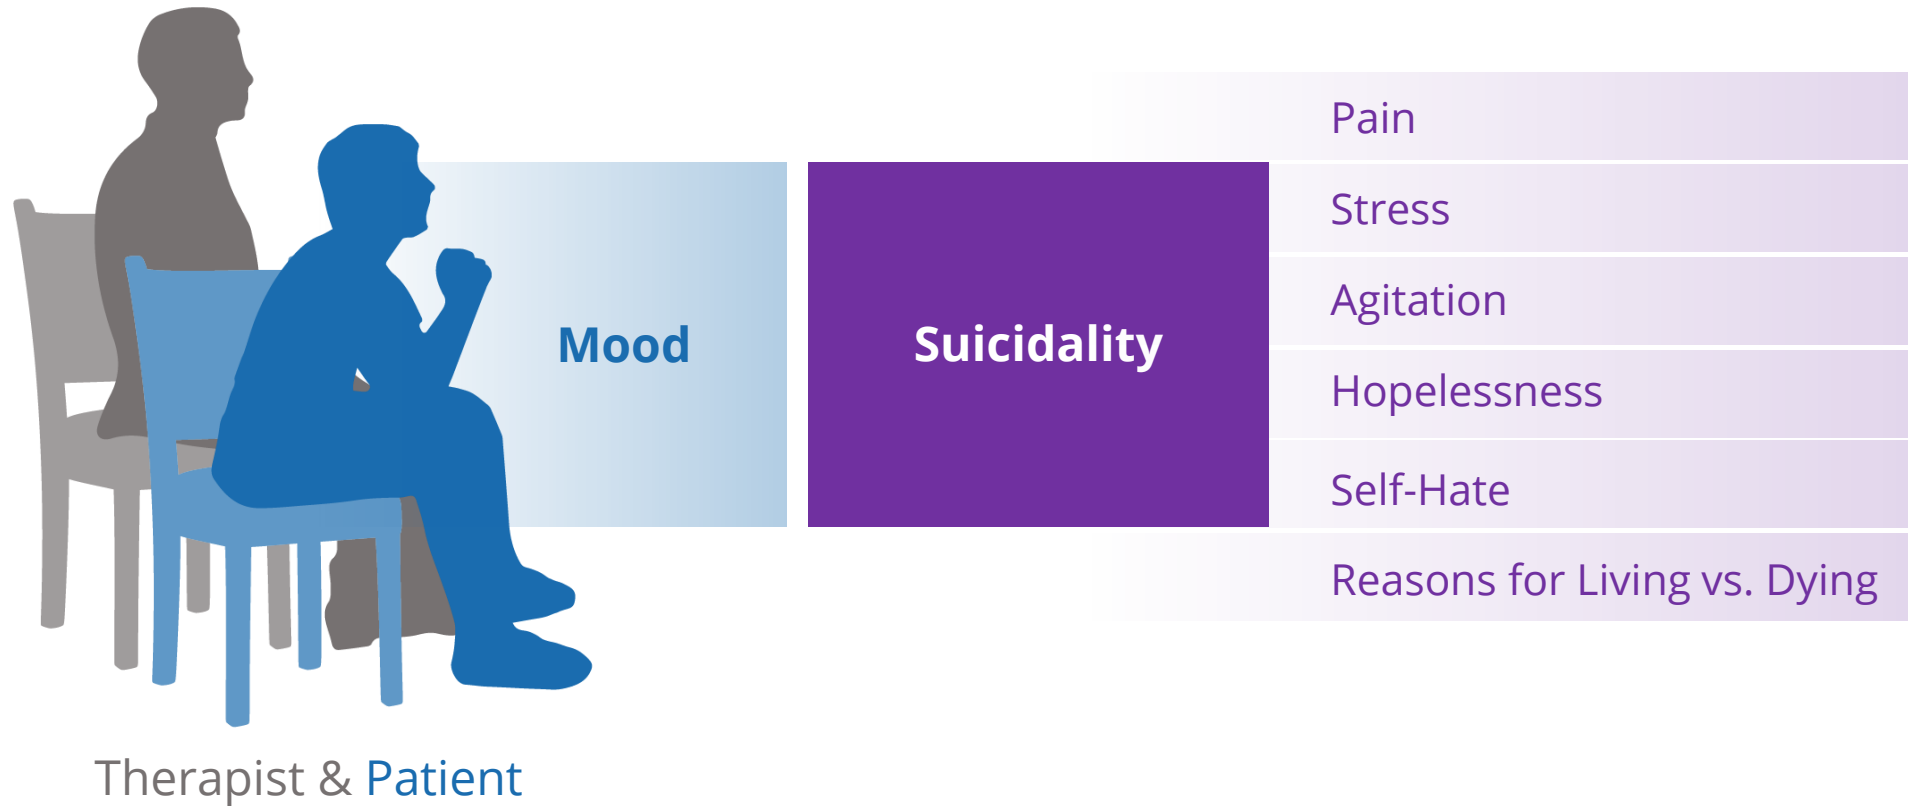 Mood
Suicidality
Pain
Stress
Agitation
Hopelessness
Self-Hate
Reasons for Living vs. Dying
Therapist & Patient